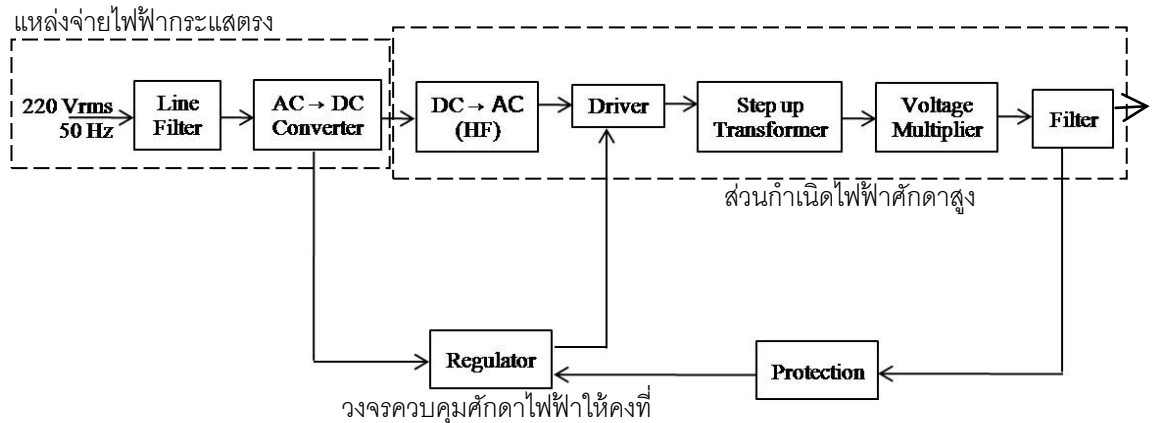 แหล่งจ่ายไฟฟ้ากระแสตรง
220 Vrms
50 Hz
Line
Filter
AC → DC
Converter
DC → AC
(HF)
Driver
Step up
Transformer
Voltage
Multiplier
Filter
ส่วนกำเนิดไฟฟ้าศักดาสูง
Regulator
Protection
วงจรควบคุมศักดาไฟฟ้าให้คงที่